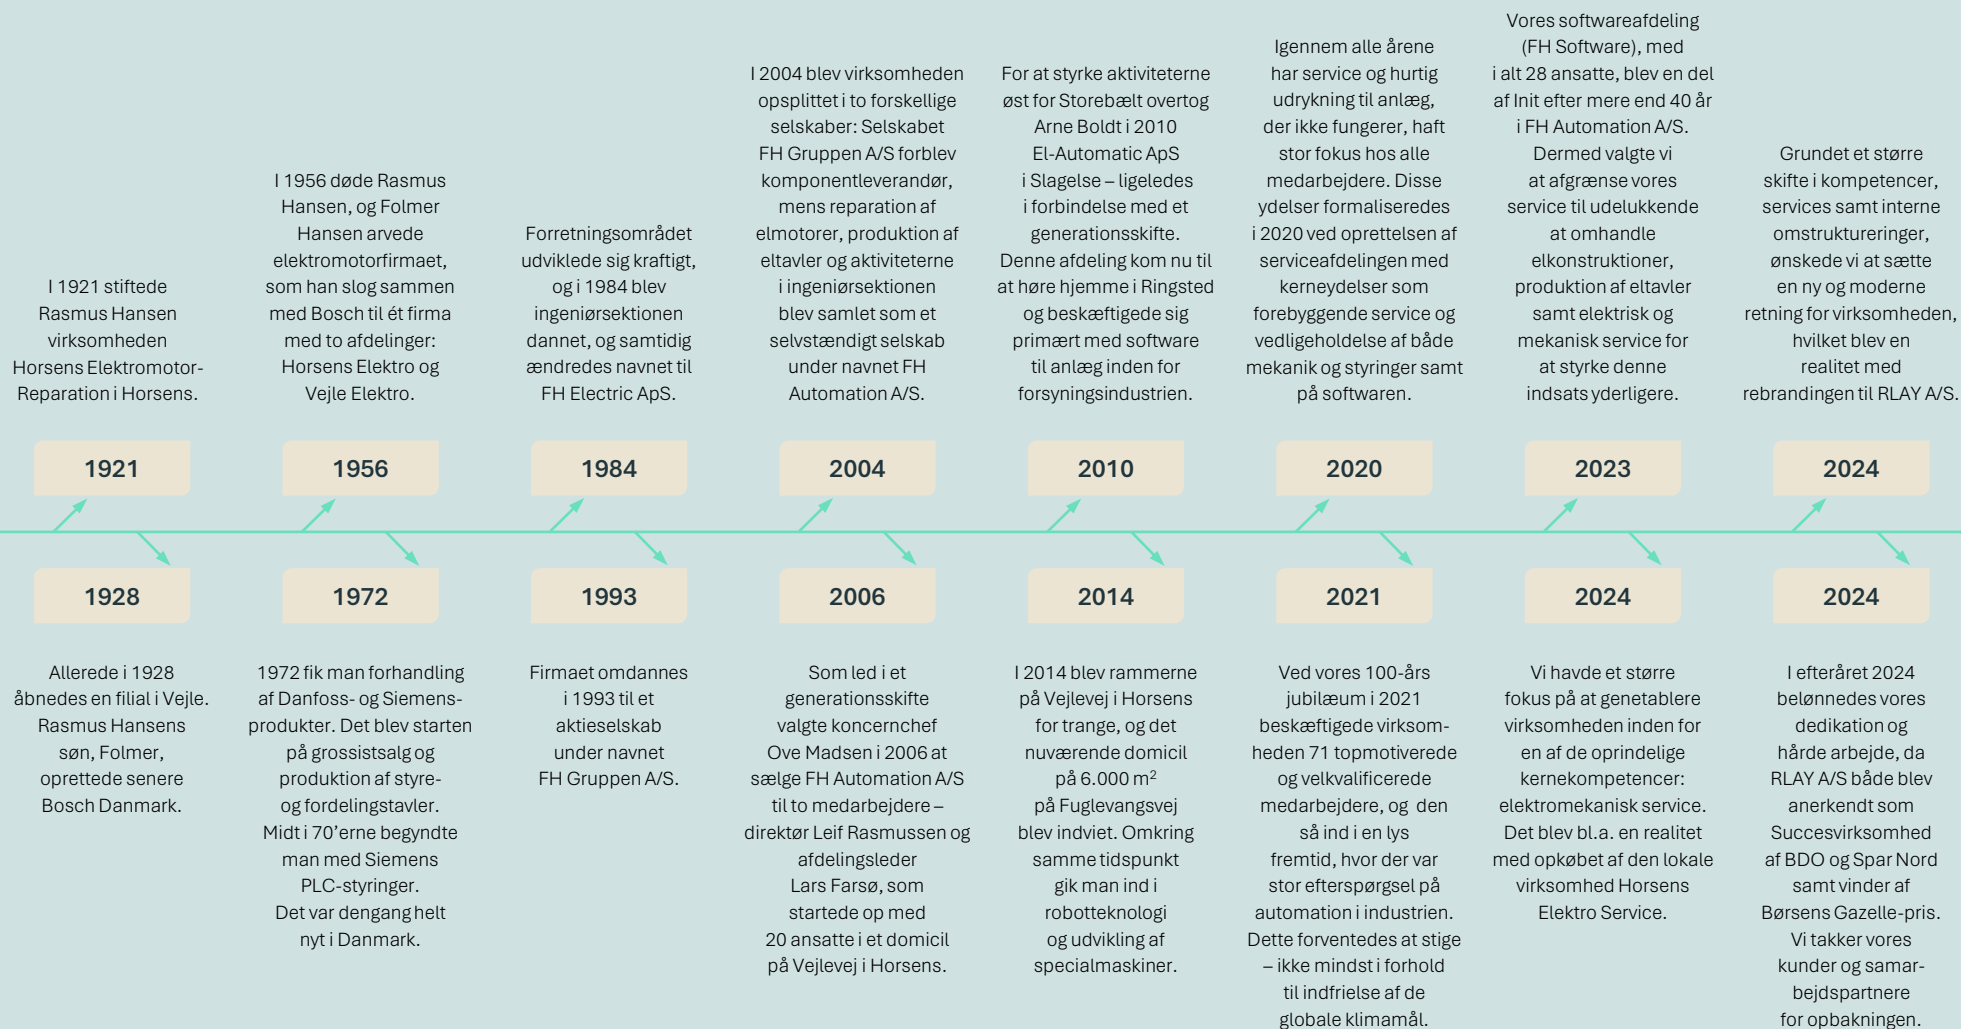 I 1921 stiftede
Rasmus Hansen
virksomheden
Horsens Elektromotor-
Reparation i Horsens.
1921
1928
Allerede i 1928
åbnedes en filial i Vejle.
Rasmus Hansens
søn, Folmer,
oprettede senere
Bosch Danmark.
I 1956 døde Rasmus
Hansen, og Folmer
Hansen arvede
elektromotorfirmaet,
som han slog sammen
med Bosch til ét firma
med to afdelinger:
Horsens Elektro og
Vejle Elektro.
1956
1972
1972 fik man forhandling
af Danfoss- og Siemens-
produkter. Det blev starten
på grossistsalg og
produktion af styre-
og fordelingstavler.
Midt i 70’erne begyndte
man med Siemens
PLC-styringer.
Det var dengang helt
nyt i Danmark.
Forretningsområdet
udviklede sig kraftigt,
og i 1984 blev
ingeniørsektionen
dannet, og samtidig
ændredes navnet til
FH Electric ApS.
1984
1993
Firmaet omdannes
i 1993 til et
aktieselskab
under navnet
FH Gruppen A/S.
I 2004 blev virksomheden
opsplittet i to forskellige
selskaber: Selskabet
FH Gruppen A/S forblev
komponentleverandør,
mens reparation af
elmotorer, produktion af
eltavler og aktiviteterne
i ingeniørsektionen
blev samlet som et
selvstændigt selskab
under navnet FH
Automation A/S.
2004
2006
Som led i et
generationsskifte
valgte koncernchef
Ove Madsen i 2006 at
sælge FH Automation A/S
til to medarbejdere –
direktør Leif Rasmussen og
afdelingsleder
Lars Farsø, som
startede op med
20 ansatte i et domicil
på Vejlevej i Horsens.
For at styrke aktiviteterne
øst for Storebælt overtog
Arne Boldt i 2010
El-Automatic ApS
i Slagelse – ligeledes
i forbindelse med et
generationsskifte.
Denne afdeling kom nu til
at høre hjemme i Ringsted
og beskæftigede sig
primært med software
til anlæg inden for
forsyningsindustrien.
2010
2014
I 2014 blev rammerne
på Vejlevej i Horsens
for trange, og det
nuværende domicil
på 6.000 m²
på Fuglevangsvej
blev indviet. Omkring
samme tidspunkt
gik man ind i
robotteknologi
og udvikling af
specialmaskiner.
Igennem alle årene
har service og hurtig
udrykning til anlæg,
der ikke fungerer, haft
stor fokus hos alle
medarbejdere. Disse
ydelser formaliseredes
i 2020 ved oprettelsen af
serviceafdelingen med
kerneydelser som
forebyggende service og
vedligeholdelse af både
mekanik og styringer samt
på softwaren.
2020
2021
Ved vores 100-års
jubilæum i 2021
beskæftigede virksom-
heden 71 topmotiverede
og velkvalificerede
medarbejdere, og den
så ind i en lys
fremtid, hvor der var
stor efterspørgsel på
automation i industrien.
Dette forventedes at stige
– ikke mindst i forhold
til indfrielse af de
globale klimamål.
Vores softwareafdeling
(FH Software), med
i alt 28 ansatte, blev en del
af Init efter mere end 40 år
i FH Automation A/S.
Dermed valgte vi
at afgrænse vores
service til udelukkende
at omhandle
elkonstruktioner,
produktion af eltavler
samt elektrisk og
mekanisk service for
at styrke denne
indsats yderligere.
2023
2024
Vi havde et større
fokus på at genetablere
virksomheden inden for
en af de oprindelige
kernekompetencer:
elektromekanisk service.
Det blev bl.a. en realitet
med opkøbet af den lokale
virksomhed Horsens
Elektro Service.
Grundet et større
skifte i kompetencer,
services samt interne
omstruktureringer,
ønskede vi at sætte
en ny og moderne
retning for virksomheden,
hvilket blev en
realitet med
rebrandingen til RLAY A/S.
2024
2024
I efteråret 2024
belønnedes vores
dedikation og
hårde arbejde, da
RLAY A/S både blev
anerkendt som
Succesvirksomhed
af BDO og Spar Nord
samt vinder af
Børsens Gazelle-pris.
Vi takker vores
kunder og samar-
bejdspartnere
for opbakningen.